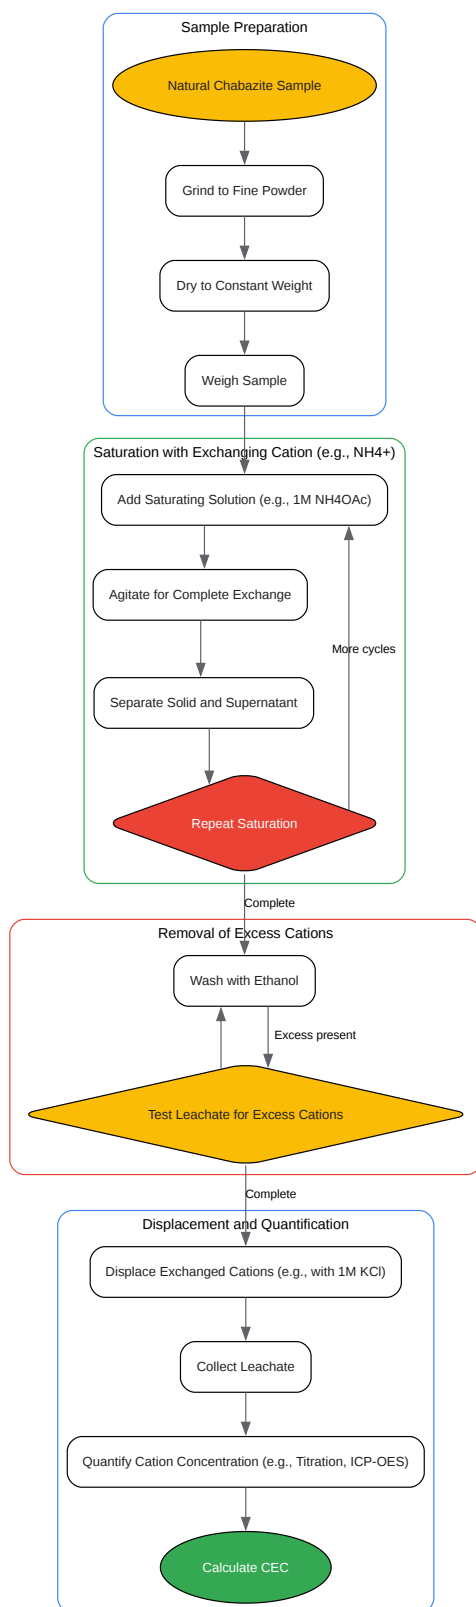 Sample Preparation
Natural Chabazite Sample
Grind to Fine Powder
Dry to Constant Weight
Weigh Sample
Saturation with Exchanging Cation (e.g., NH4+)
Add Saturating Solution (e.g., 1M NH4OAc)
Agitate for Complete Exchange
More cycles
Separate Solid and Supernatant
Repeat Saturation
Complete
Removal of Excess Cations
Wash with Ethanol
Excess present
Test Leachate for Excess Cations
Complete
Displacement and Quantification
Displace Exchanged Cations (e.g., with 1M KCl)
Collect Leachate
Quantify Cation Concentration (e.g., Titration, ICP-OES)
Calculate CEC